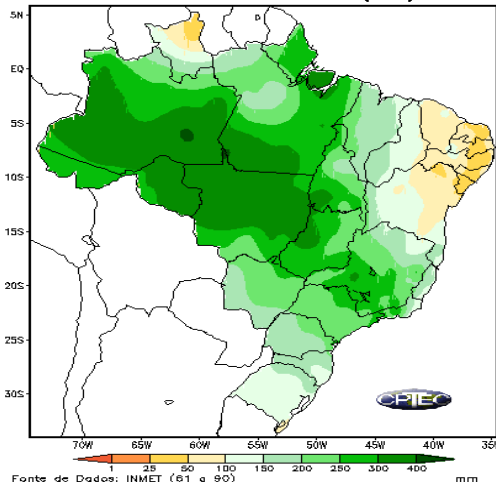 5N
EQ
5S
10S
15S
20S
25S
30S
CPTEC
70W 65W 60W 55W 50W 45W 40W 35W
1 25 50 100 150 200 250 300 400
Fonte de Dados: INMET (61 a 90) mm